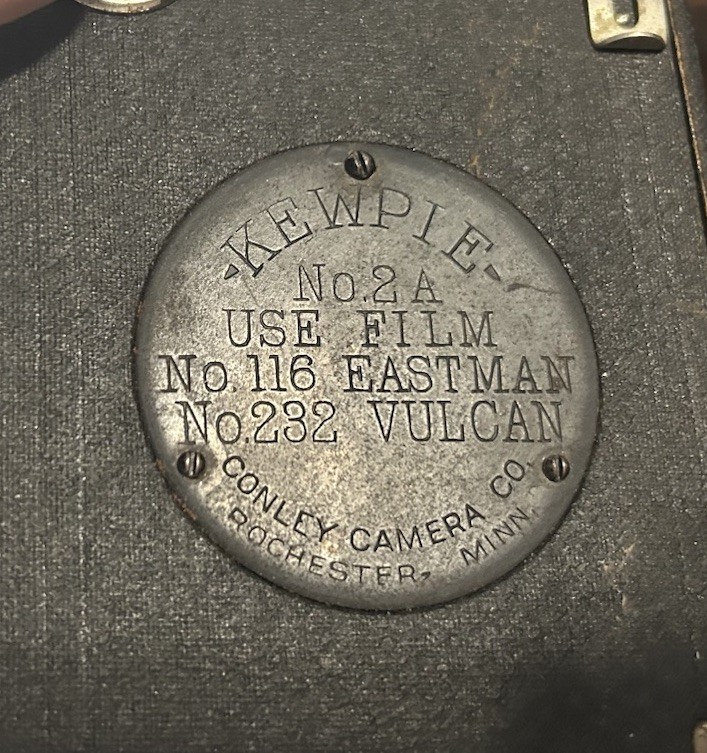 KEWPIE
No.2A
USE FILM
No.116 EASTMAN
No.232 VULCAN
CONLEY CAMERA CO.
ROCHESTER, MINN.